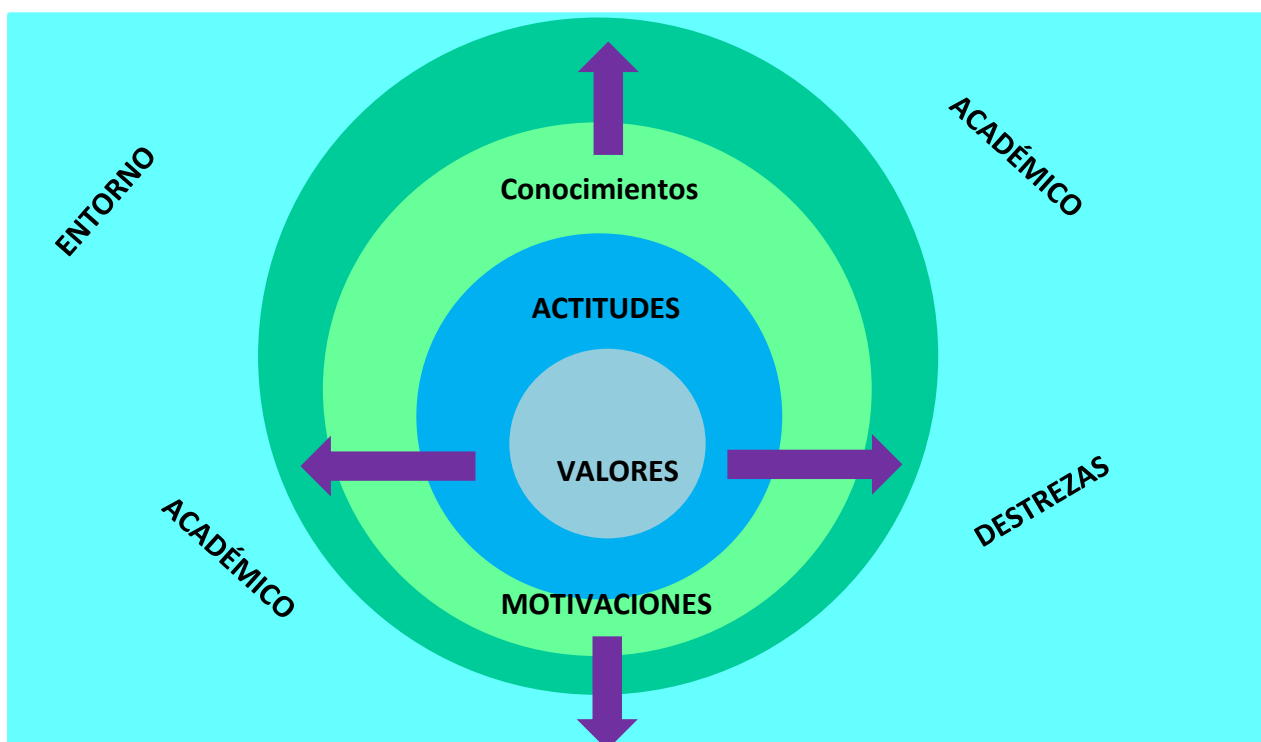 ENTORNO
ACADÉMICO
Conocimientos
ACTITUDES
VALORES
DESTREZAS
ACADÉMICO
MOTIVACIONES